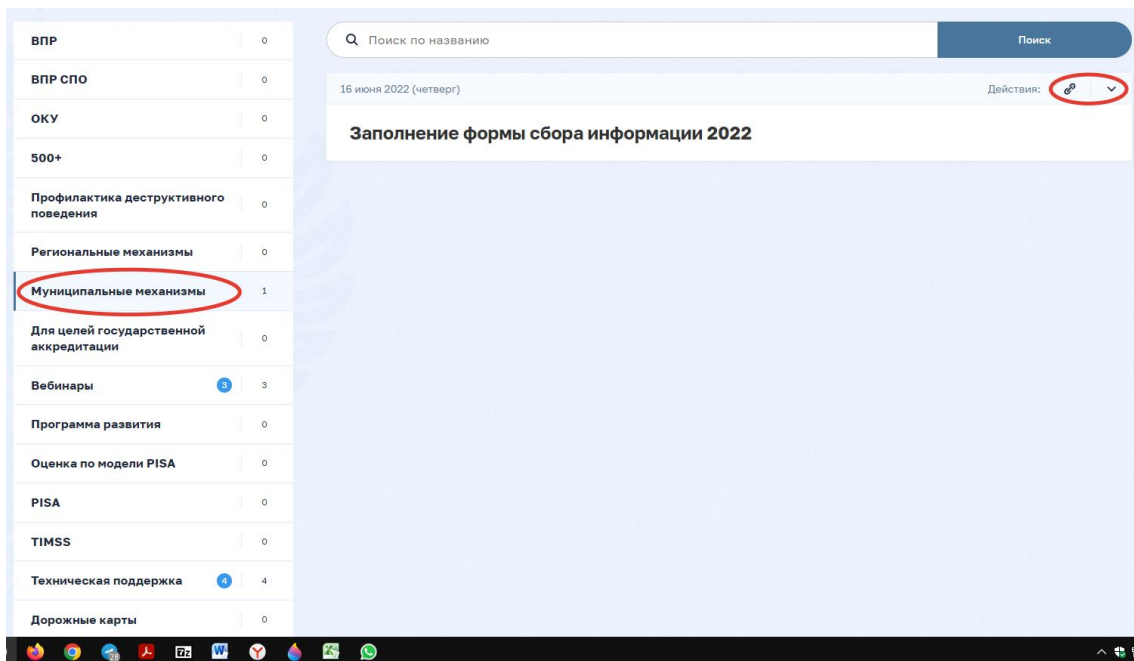 ВПР 0
ВПР СПО 0
ОКУ 0
500+ 0
Профилактика деструктивного
поведения 0
Региональные механизмы 0
Муниципальные механизмы 1
Для целей государственной
аккредитации 0
Вебинары 3 3
Программа развития 0
Оценка по модели PISA 0
PISA 0
TIMSS 0
Техническая поддержка 4 4
Дорожные карты 0
Поиск по названию Поиск
16 июня 2022 (четверг) Действия:
Заполнение формы сбора информации 2022
28
7z
W